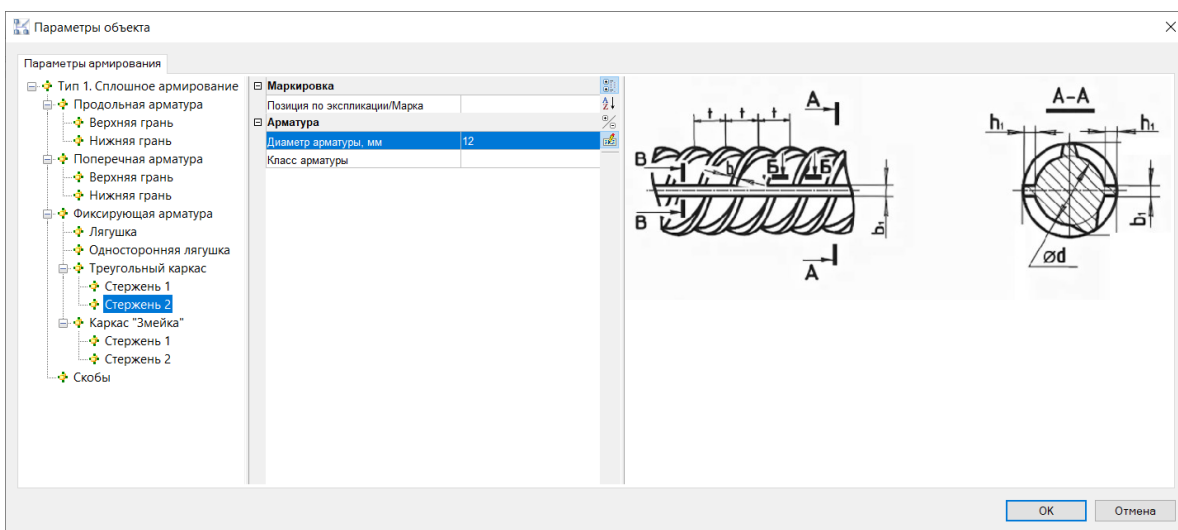 Параметры объекта
Параметры армирования
Тип 1. Сплошное армирование
Продольная арматура
Верхняя грань
Нижняя грань
Поперечная арматура
Верхняя грань
Нижняя грань
Фиксирующая арматура
Лягушка
Односторонняя лягушка
Треугольный каркас
Стержень 1
Стержень 2
Каркас "Змейка"
Стержень 1
Стержень 2
Скобы
Маркировка
Позиция по экспликации/Марка
Арматура
Диаметр арматуры, мм 12
Класс арматуры
A
t t t
В b Б Б
В b₁
A
А-А
h₁ h₁
b₁
⌀d
OK Отмена